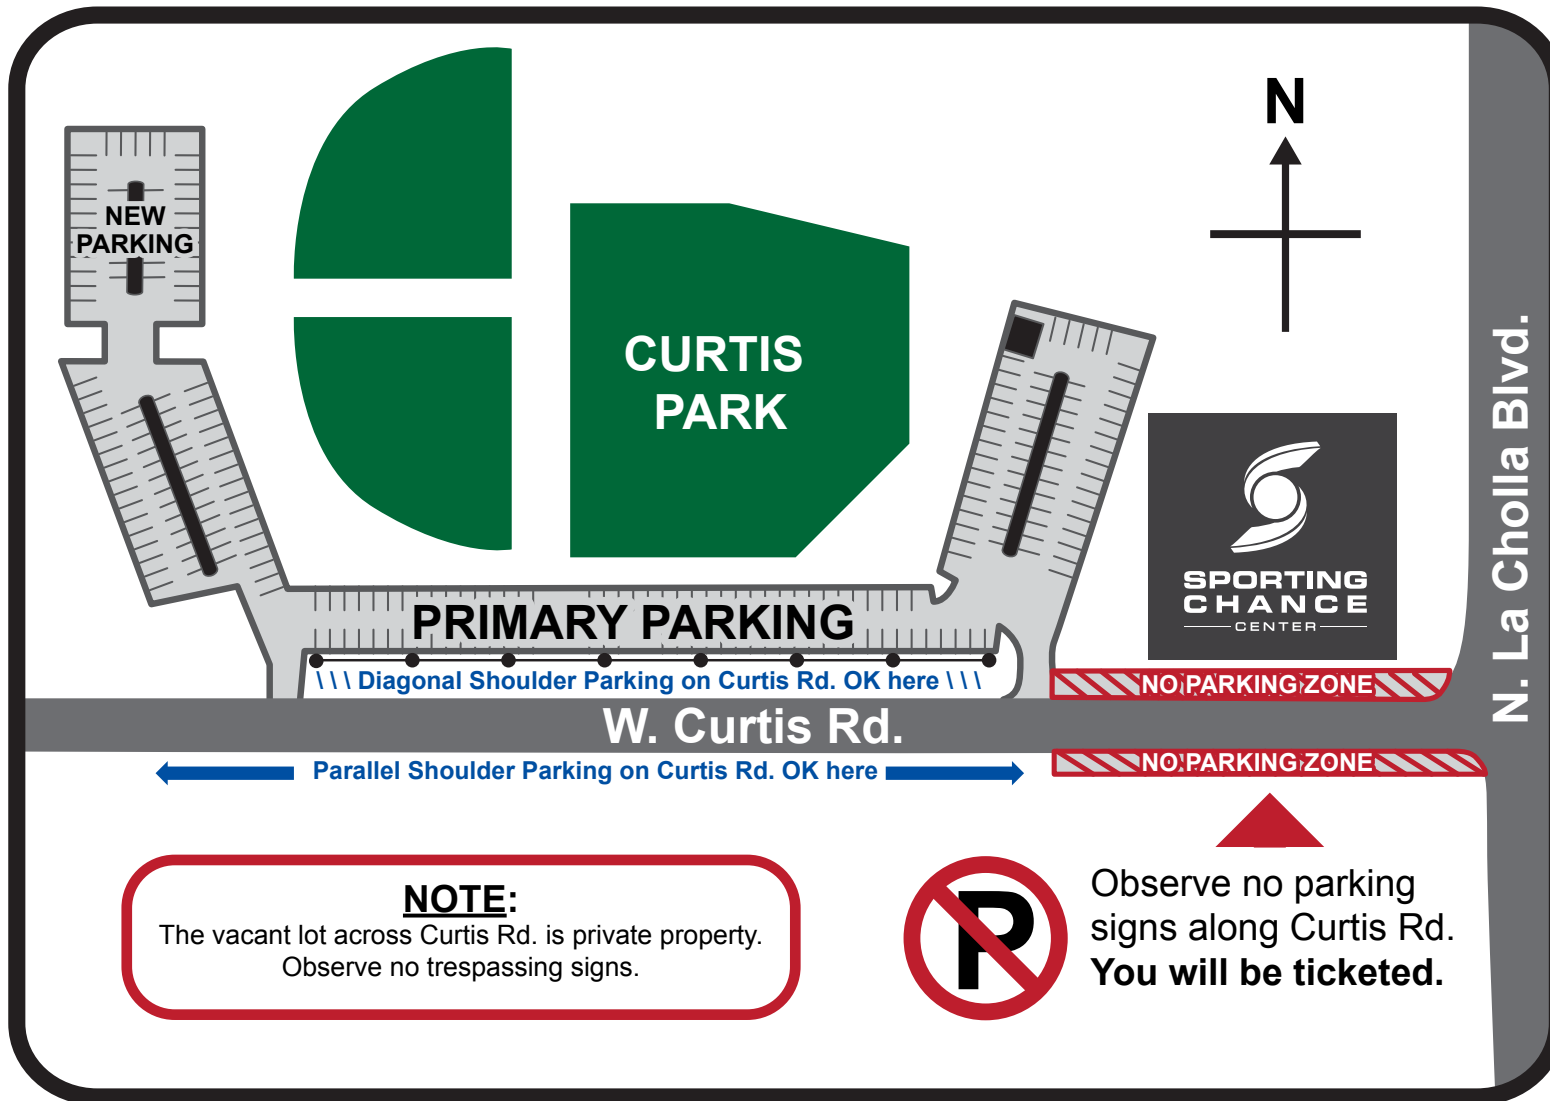 N
NEW
PARKING
CURTIS
PARK
N. La Cholla Blvd.
SPORTING
CHANCE
CENTER
PRIMARY PARKING
\ \ \ Diagonal Shoulder Parking on Curtis Rd. OK here \ \ \
NO PARKING ZONE
W. Curtis Rd.
Parallel Shoulder Parking on Curtis Rd. OK here
NO PARKING ZONE
NOTE:
The vacant lot across Curtis Rd. is private property.
Observe no trespassing signs.
P
Observe no parking
signs along Curtis Rd.
You will be ticketed.